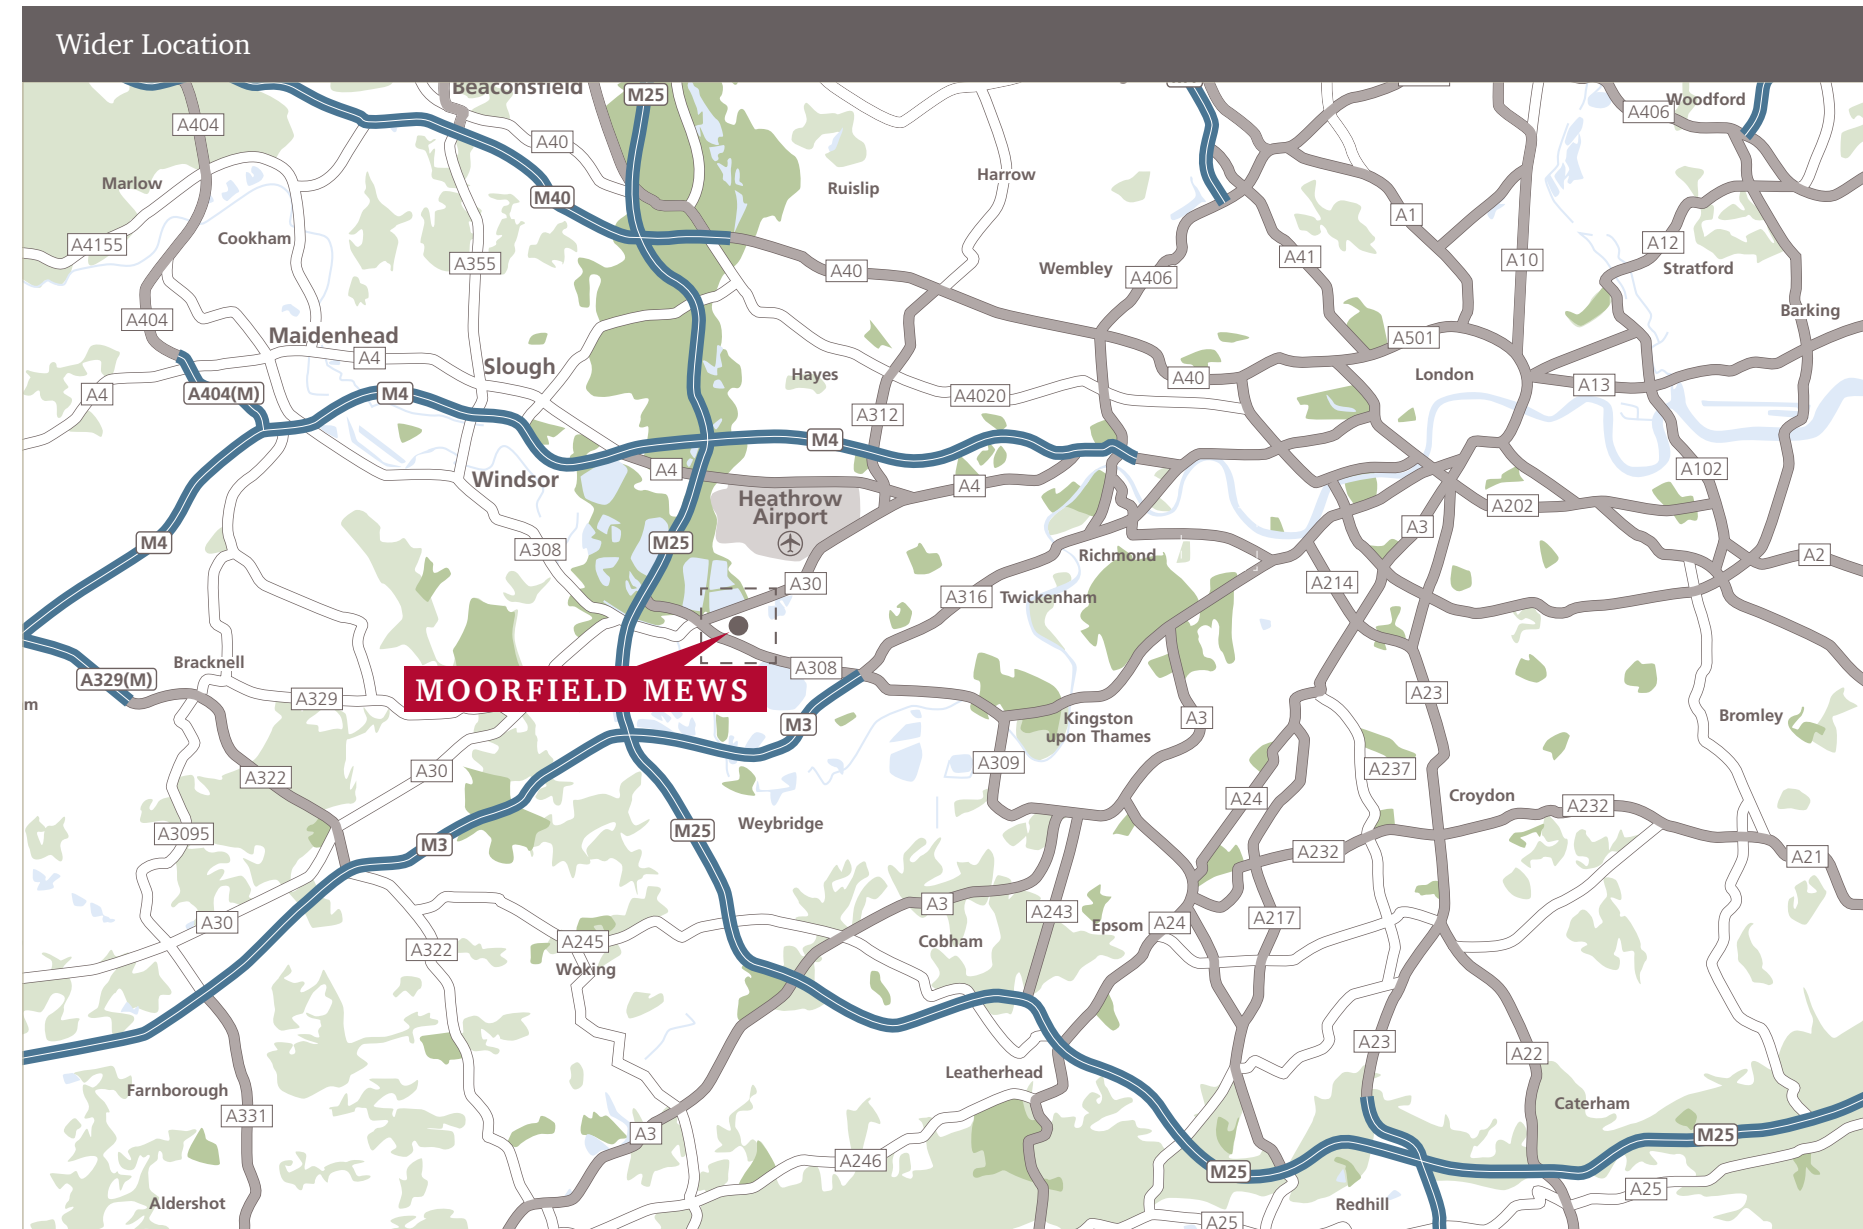 Wider Location
Beaconsfield
M25
Woodford
A406
A404
A40
Marlow
M40
Ruislip
Harrow
A1
A4155
Cookham
A355
A40
Wembley
A406
A41
A10
A12
Stratford
A404
Maidenhead
A4
Slough
Barking
A501
A4
A404(M)
M4
Hayes
A4020
A40
London
A13
A312
M4
Windsor
A4
Heathrow
Airport
A4
A102
A202
A3
M4
A308
M25
Richmond
A2
A30
A316
Twickenham
A214
Bracknell
A329(M)
A308
A329
MOORFIELD MEWS
A23
m
M3
Kingston
upon Thames
A3
Bromley
A322
A30
A309
A237
A24
Croydon
A232
A3095
M3
M25
Weybridge
A232
A21
A30
A322
A245
Woking
A3
Cobham
A243
Epsom
A24
A217
A23
A22
Farnborough
A331
Leatherhead
Caterham
A3
A246
M25
M25
Aldershot
Redhill
A25
A25